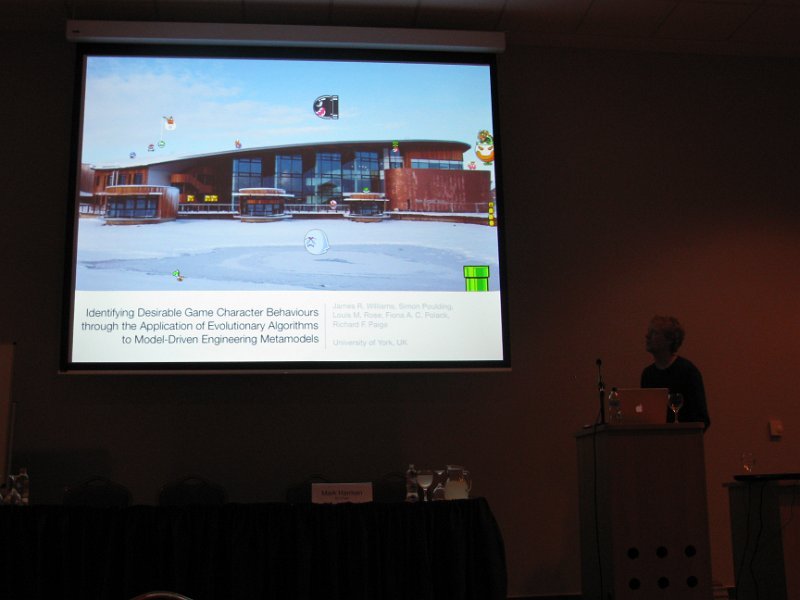 Identifying Desirable Game Character Behaviours
through the Application of Evolutionary Algorithms
to Model-Driven Engineering Metamodels
James R. Williams, Simon Poulding,
Louis M. Rose, Fiona A. C. Polack,
Richard F. Paige
University of York, UK
Mark Harman